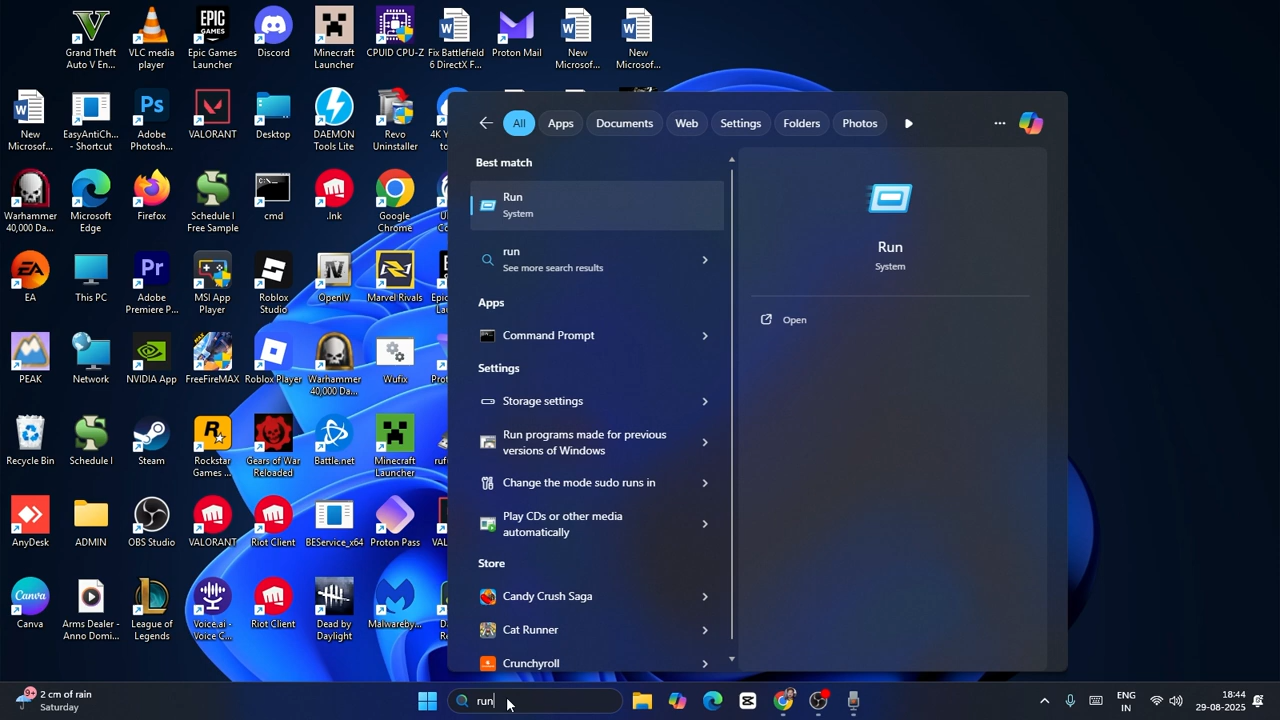 Grand Theft
Auto V En...
VLC media
player
Epic Games
Launcher
Discord
Minecraft
Launcher
CPUID CPU-Z
Fix Battlefield
6 DirectX F...
Proton Mail
New
Microsof...
New
Microsof...
New
Microsof...
EasyAntiCh...
- Shortcut
Adobe
Photosh...
VALORANT
Desktop
DAEMON
Tools Lite
Revo
Uninstaller
Warhammer
40,000 Da...
Microsoft
Edge
Firefox
Schedule I
Free Sample
cmd
.lnk
Google
Chrome
EA
This PC
Adobe
Premiere P...
MSI App
Player
Roblox
Studio
OpenIV
Marvel Rivals
PEAK
Network
NVIDIA App
FreeFireMAX
Roblox Player
Warhammer
40,000 Da...
Wufix
Recycle Bin
Schedule I
Steam
Rockstar
Games ...
Gears of War
Reloaded
Battle.net
Minecraft
Launcher
AnyDesk
ADMIN
OBS Studio
VALORANT
Riot Client
BEService_x64
Proton Pass
Canva
Arms Dealer -
Anno Domi...
League of
Legends
Voice.ai -
Voice C...
Riot Client
Dead by
Daylight
Malwareby...
All
Apps
Documents
Web
Settings
Folders
Photos
Best match
Run
System
run
See more search results
Apps
Command Prompt
Settings
Storage settings
Run programs made for previous
versions of Windows
Change the mode sudo runs in
Play CDs or other media
automatically
Store
Candy Crush Saga
Cat Runner
Crunchyroll
Run
System
Open
9+
2 cm of rain
Saturday
run
ENG
IN
18:44
29-08-2025